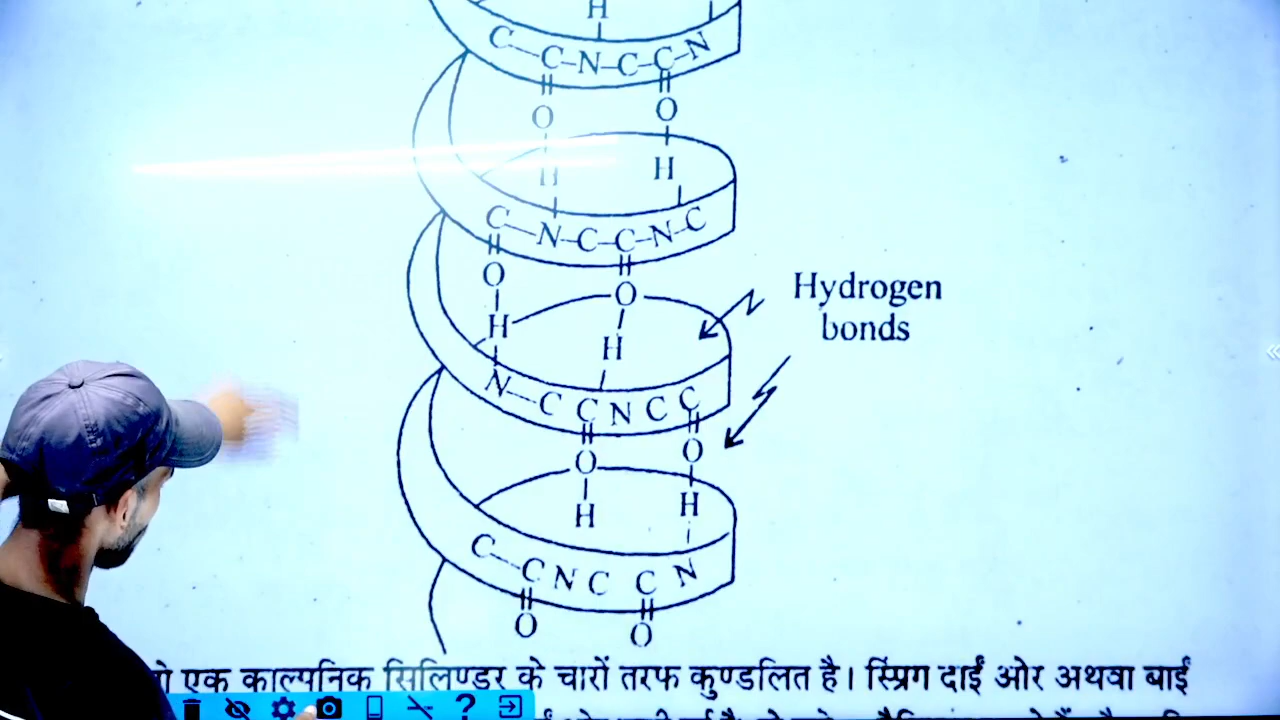 H
C—C—N—C—C—N
O O
H H
C—N—C—C—N—C
O O
H H
Hydrogen
bonds
N—C C N C C
O O
H H
C—C N C C N
O O
एक काल्पनिक सिलिण्डर के चारों तरफ कुण्डलित है। स्प्रिंग दाईं ओर अथवा बाईं